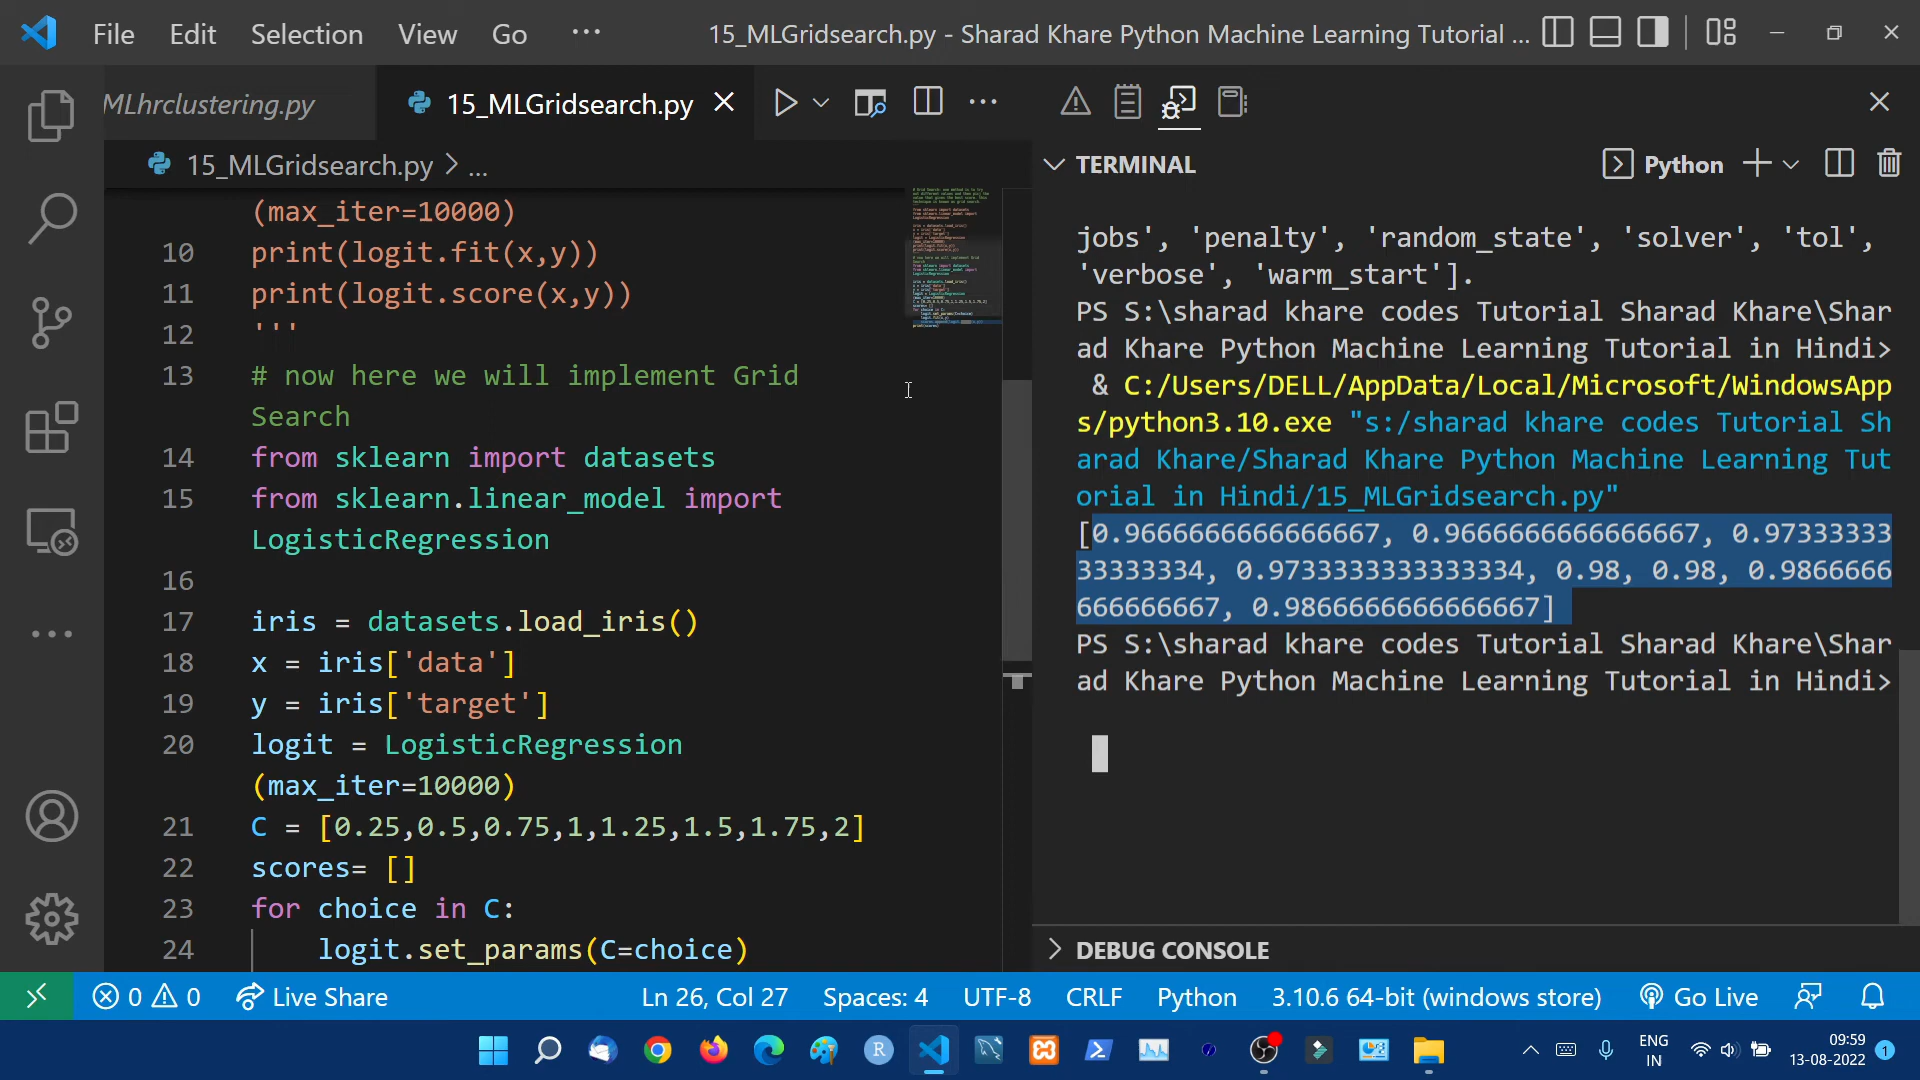 File Edit Selection View Go ...
15_MLGridsearch.py - Sharad Khare Python Machine Learning Tutorial ...
MLhrclustering.py
15_MLGridsearch.py
15_MLGridsearch.py > ...
(max_iter=10000)
10 print(logit.fit(x,y))
11 print(logit.score(x,y))
12 '''
13 # now here we will implement Grid
Search
14 from sklearn import datasets
15 from sklearn.linear_model import
LogisticRegression
16
17 iris = datasets.load_iris()
18 x = iris['data']
19 y = iris['target']
20 logit = LogisticRegression
(max_iter=10000)
21 C = [0.25,0.5,0.75,1,1.25,1.5,1.75,2]
22 scores= []
23 for choice in C:
24 logit.set_params(C=choice)
TERMINAL
Python
jobs', 'penalty', 'random_state', 'solver', 'tol',
'verbose', 'warm_start'].
PS S:\sharad khare codes Tutorial Sharad Khare\Shar
ad Khare Python Machine Learning Tutorial in Hindi>
& C:/Users/DELL/AppData/Local/Microsoft/WindowsApp
s/python3.10.exe "s:/sharad khare codes Tutorial Sh
arad Khare/Sharad Khare Python Machine Learning Tut
orial in Hindi/15_MLGridsearch.py"
[0.9666666666666667, 0.9666666666666667, 0.97333333
33333334, 0.9733333333333334, 0.98, 0.98, 0.9866666
666666667, 0.9866666666666667]
PS S:\sharad khare codes Tutorial Sharad Khare\Shar
ad Khare Python Machine Learning Tutorial in Hindi>
DEBUG CONSOLE
0 0 Live Share
Ln 26, Col 27 Spaces: 4 UTF-8 CRLF Python 3.10.6 64-bit (windows store) Go Live
R
ENG
IN
09:59
13-08-2022
1